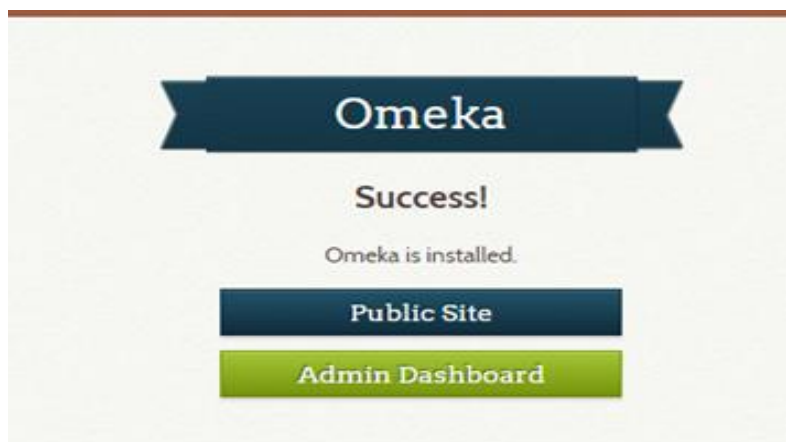 Omeka
Success!
Omeka is installed.
Public Site
Admin Dashboard